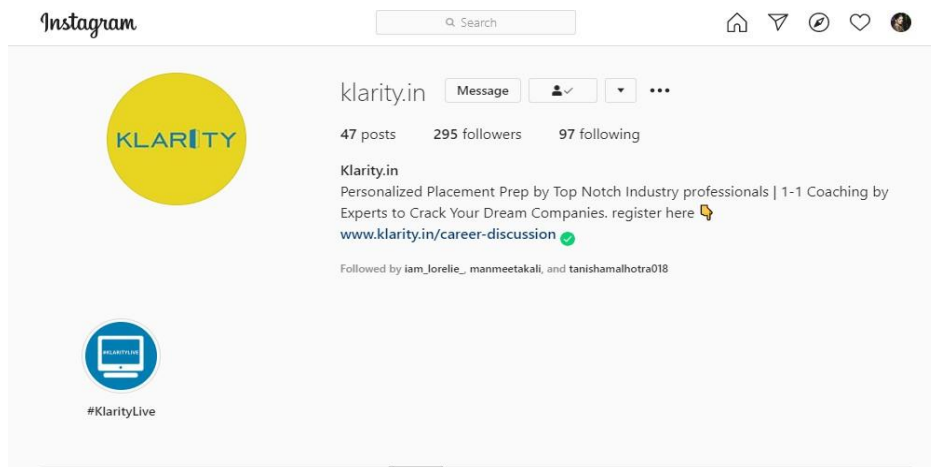 Instagram
Search
KLARITY
klarity.in Message
47 posts 295 followers 97 following
Klarity.in
Personalized Placement Prep by Top Notch Industry professionals | 1-1 Coaching by
Experts to Crack Your Dream Companies. register here 👇
www.klarity.in/career-discussion
Followed by iam_lorelie_, manmeetakali, and tanishamalhotra018
#KLARITYLIVE
#KlarityLive